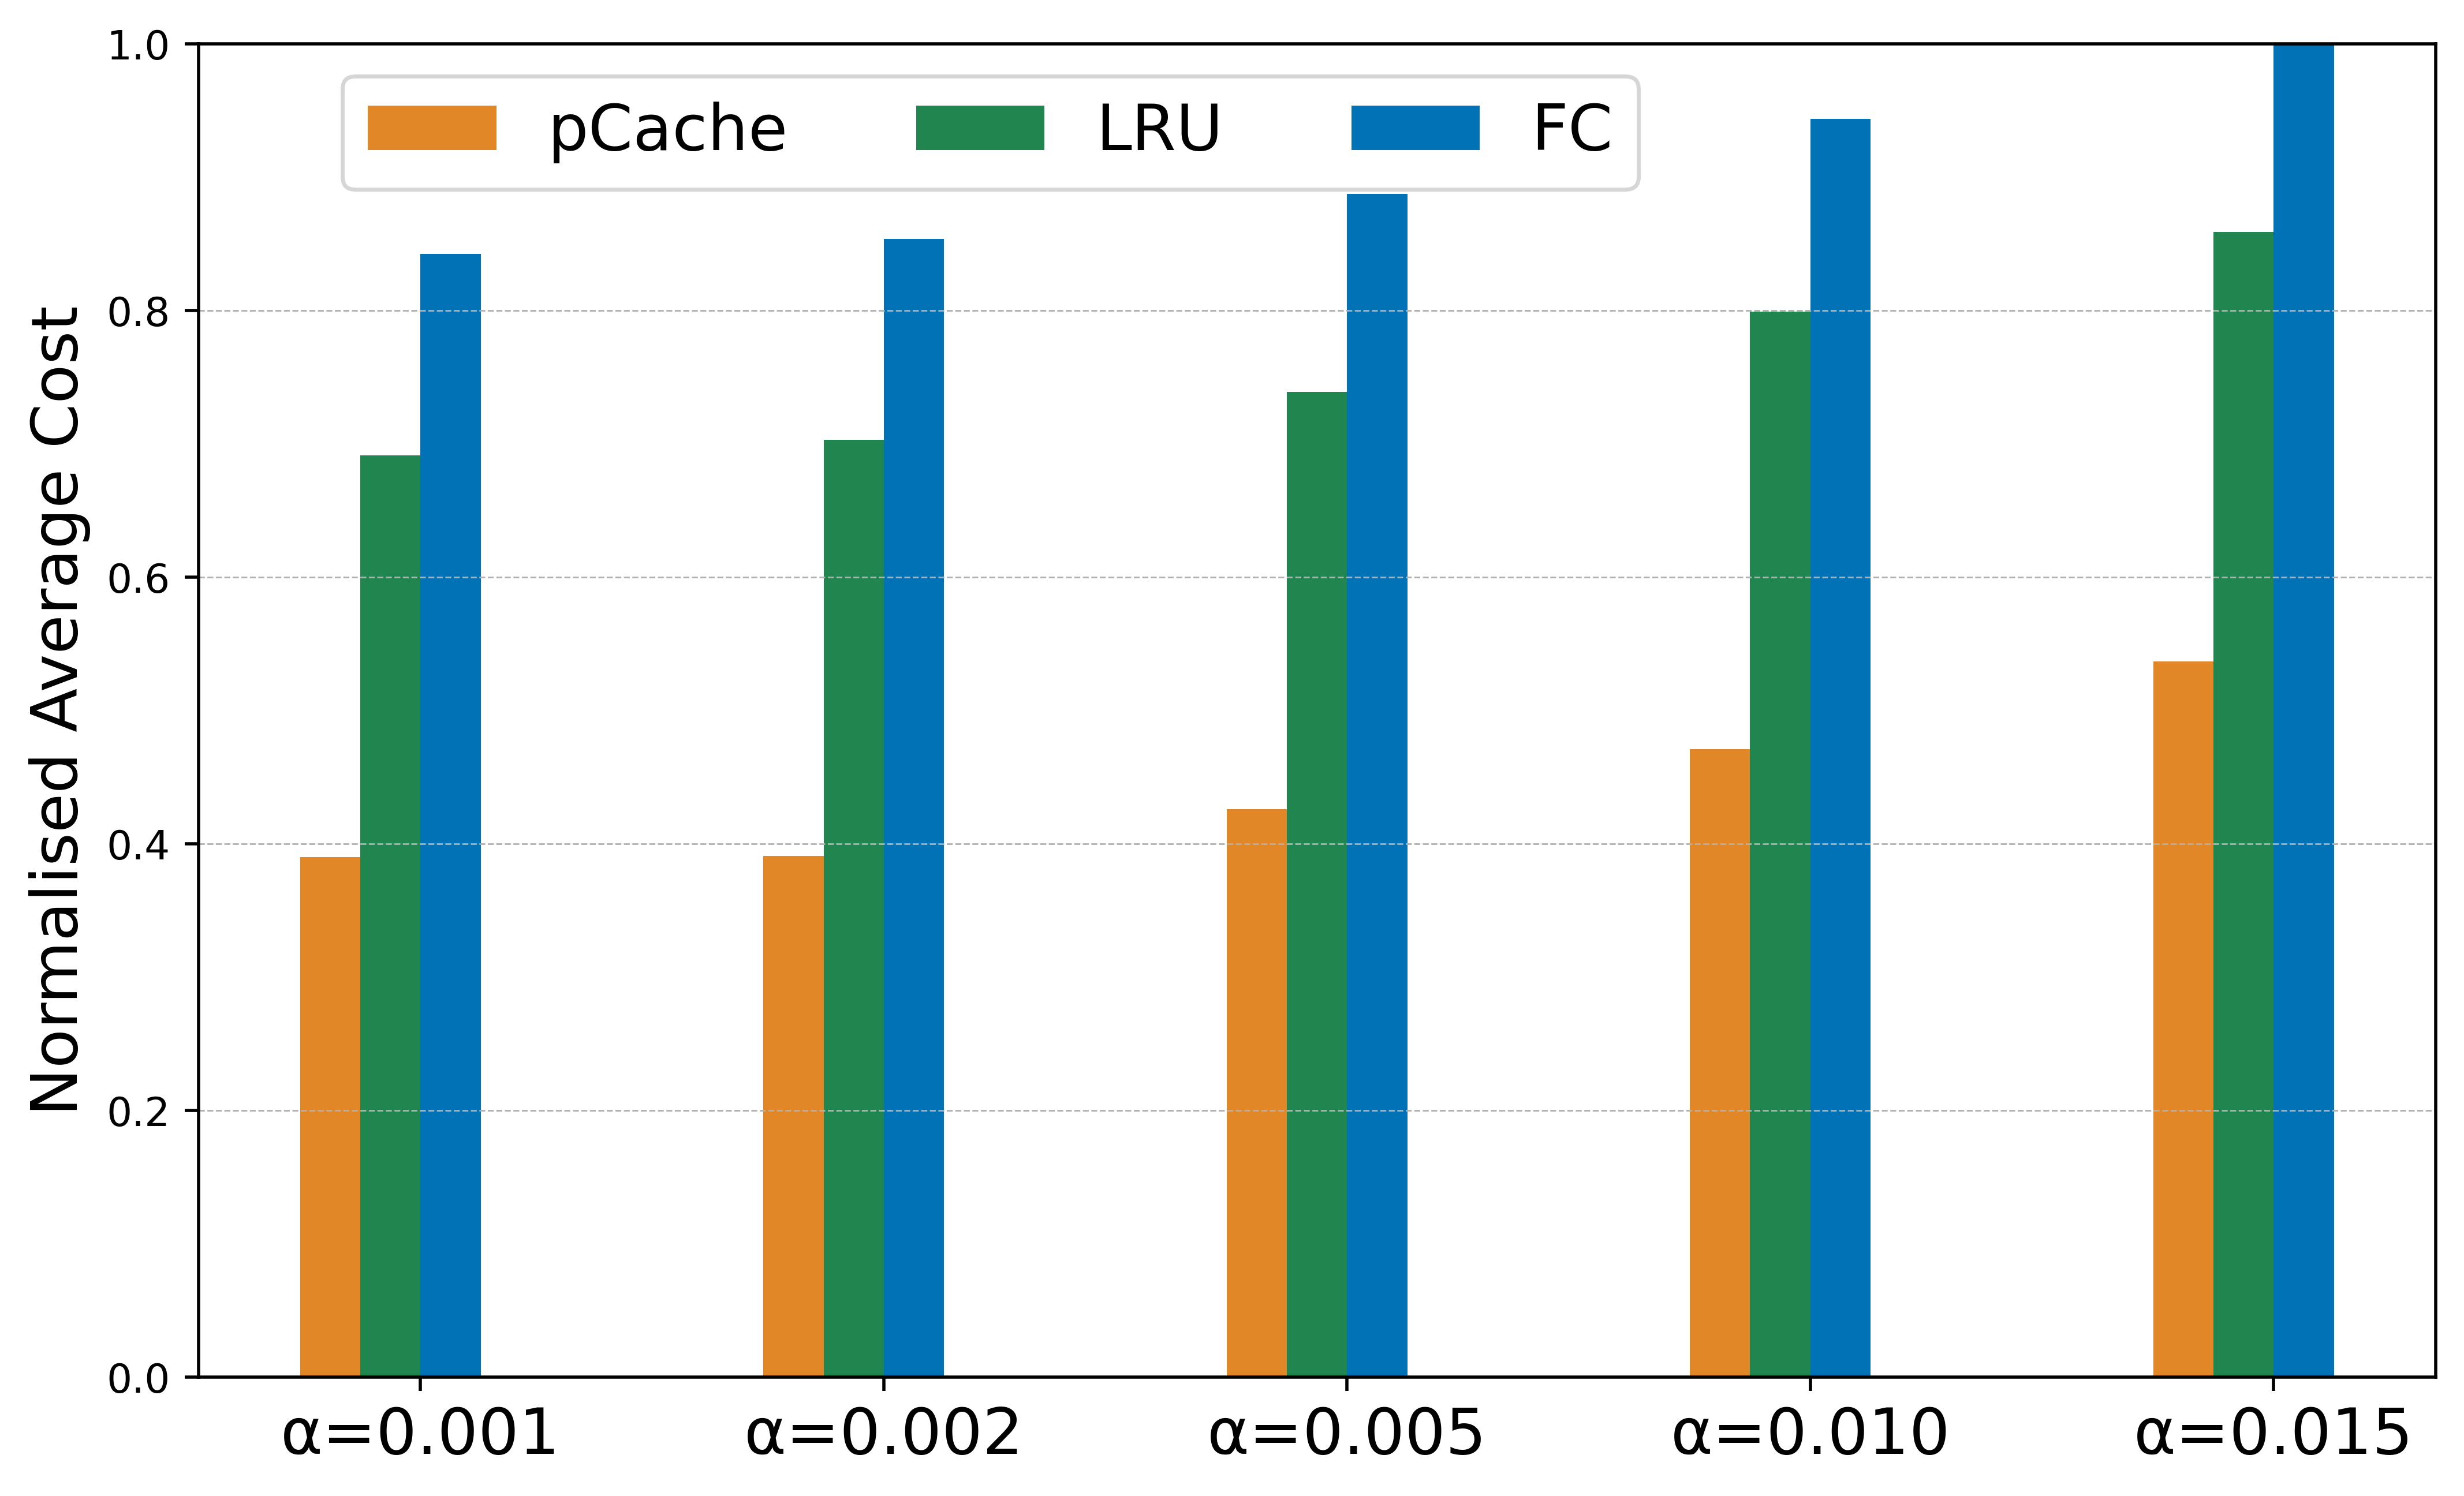 Normalised Average Cost
1.0
0.8
0.6
0.4
0.2
0.0
pCache LRU FC
α=0.001 α=0.002 α=0.005 α=0.010 α=0.015